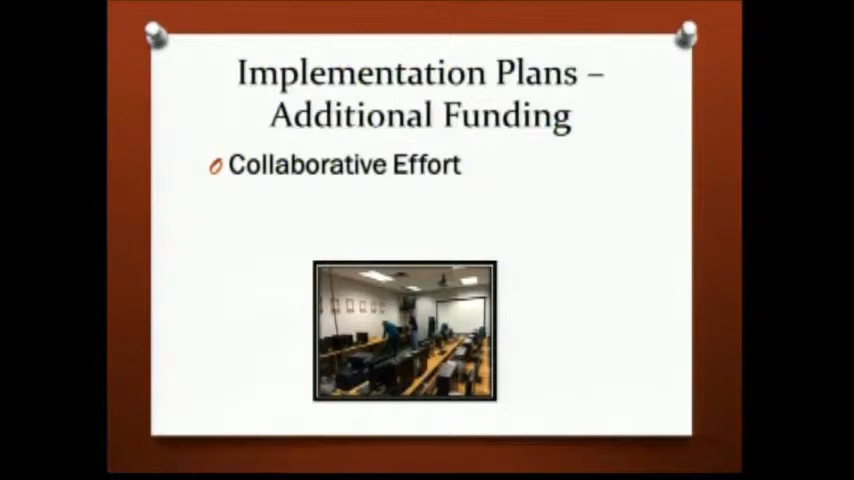 Implementation Plans –
Additional Funding
Collaborative Effort